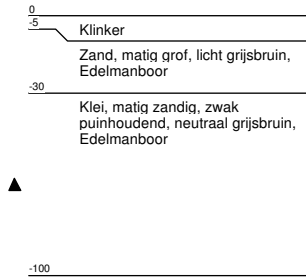 0
-5
Klinker
Zand, matig grof, licht grijsbruin,
Edelmanboor
-30
Klei, matig zandig, zwak
puinhoudend, neutraal grijsbruin,
Edelmanboor
-100